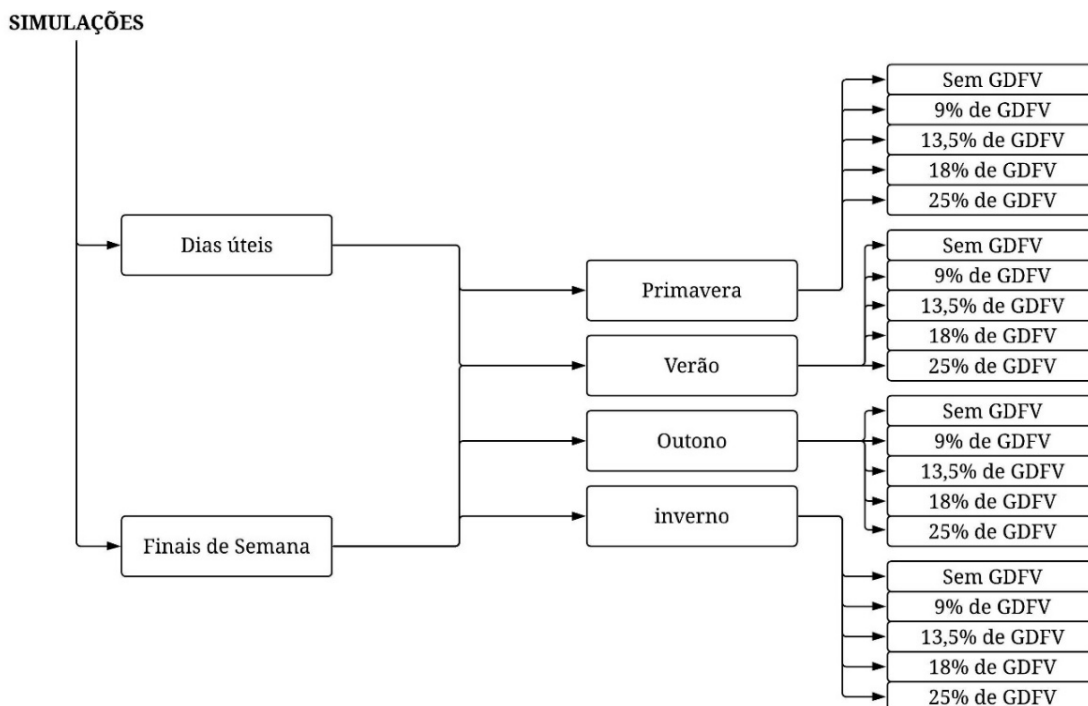 SIMULAÇÕES
Dias úteis
Finais de Semana
Primavera
Verão
Outono
inverno
Sem GDFV
9% de GDFV
13,5% de GDFV
18% de GDFV
25% de GDFV
Sem GDFV
9% de GDFV
13,5% de GDFV
18% de GDFV
25% de GDFV
Sem GDFV
9% de GDFV
13,5% de GDFV
18% de GDFV
25% de GDFV
Sem GDFV
9% de GDFV
13,5% de GDFV
18% de GDFV
25% de GDFV